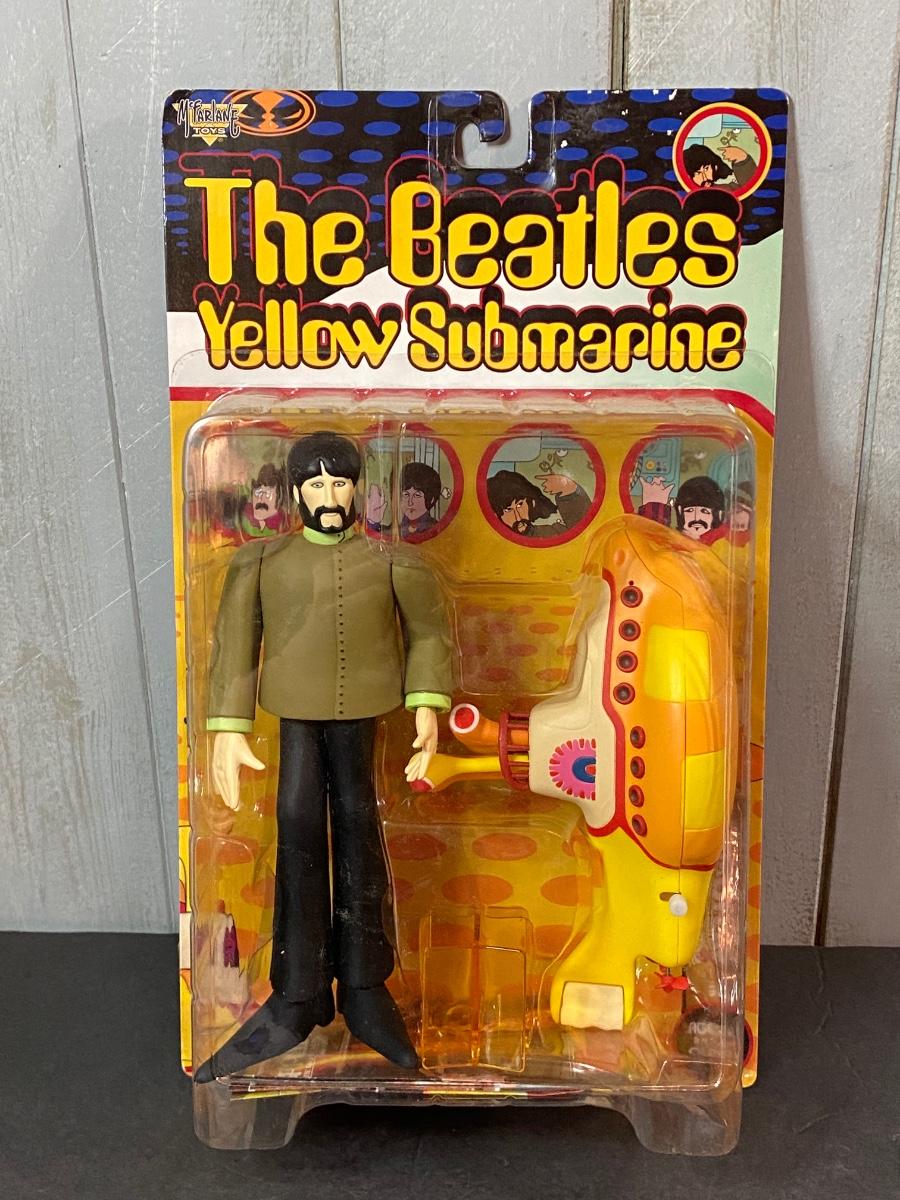 McFARLANE
TOYS
The Beatles
Yellow Submarine